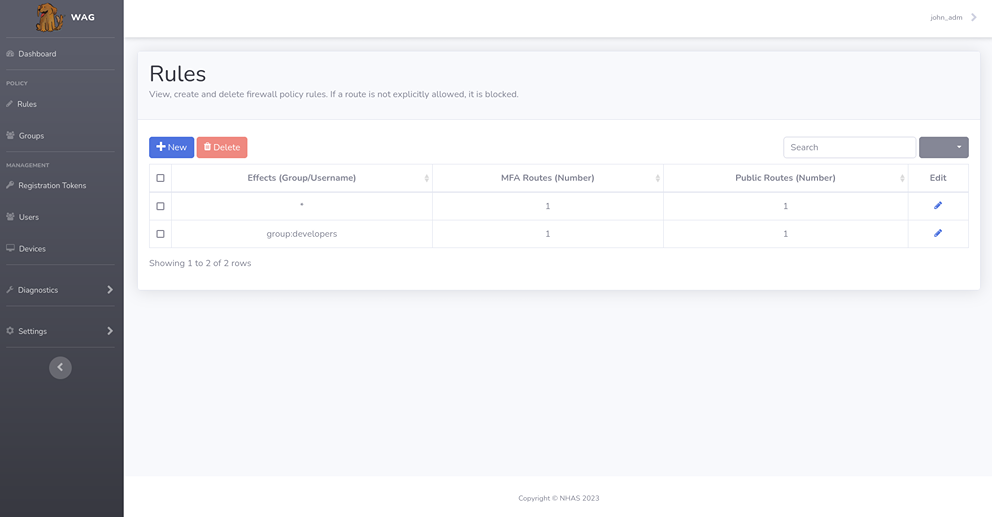 WAG
john_adm
Dashboard
POLICY
Rules
Groups
MANAGEMENT
Registration Tokens
Users
Devices
Diagnostics
Settings
Rules
View, create and delete firewall policy rules. If a route is not explicitly allowed, it is blocked.
New Delete
Search
Effects (Group/Username) MFA Routes (Number) Public Routes (Number) Edit
* 1 1
group:developers 1 1
Showing 1 to 2 of 2 rows
Copyright © NHAS 2023